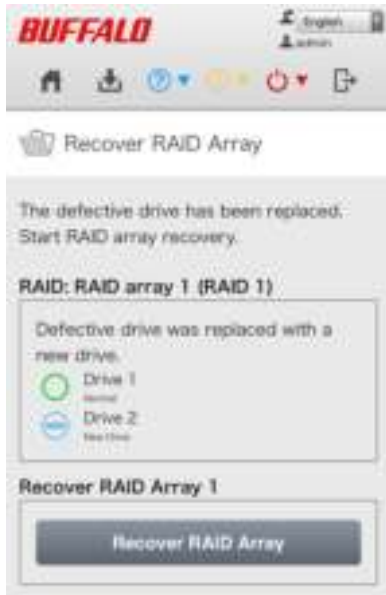 BUFFALO
English
admin
Recover RAID Array
The defective drive has been replaced.
Start RAID array recovery.
RAID: RAID array 1 (RAID 1)
Defective drive was replaced with a
new drive.
Drive 1
Normal
Drive 2
New Drive
Recover RAID Array 1
Recover RAID Array